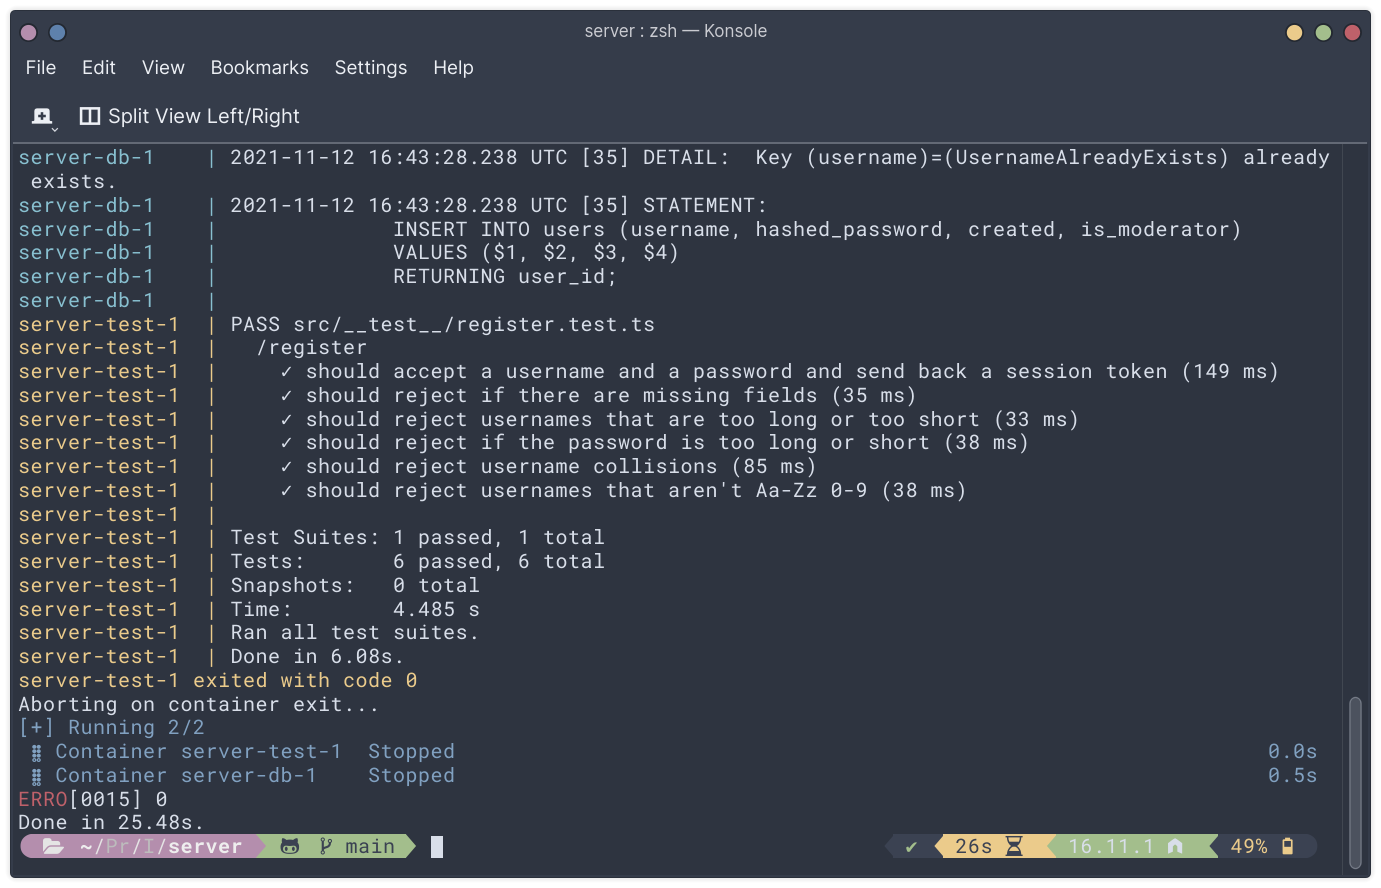 server : zsh — Konsole
File Edit View Bookmarks Settings Help
Split View Left/Right
server-db-1    | 2021-11-12 16:43:28.238 UTC [35] DETAIL:  Key (username)=(UsernameAlreadyExists) already
 exists.
server-db-1    | 2021-11-12 16:43:28.238 UTC [35] STATEMENT:
server-db-1    |              INSERT INTO users (username, hashed_password, created, is_moderator)
server-db-1    |              VALUES ($1, $2, $3, $4)
server-db-1    |              RETURNING user_id;
server-db-1    |
server-test-1  | PASS src/__test__/register.test.ts
server-test-1  |   /register
server-test-1  |     ✓ should accept a username and a password and send back a session token (149 ms)
server-test-1  |     ✓ should reject if there are missing fields (35 ms)
server-test-1  |     ✓ should reject usernames that are too long or too short (33 ms)
server-test-1  |     ✓ should reject if the password is too long or short (38 ms)
server-test-1  |     ✓ should reject username collisions (85 ms)
server-test-1  |     ✓ should reject usernames that aren't Aa-Zz 0-9 (38 ms)
server-test-1  |
server-test-1  | Test Suites: 1 passed, 1 total
server-test-1  | Tests:       6 passed, 6 total
server-test-1  | Snapshots:   0 total
server-test-1  | Time:        4.485 s
server-test-1  | Ran all test suites.
server-test-1  | Done in 6.08s.
server-test-1 exited with code 0
Aborting on container exit...
[+] Running 2/2
 ⣿ Container server-test-1  Stopped 0.0s
 ⣿ Container server-db-1    Stopped 0.5s
ERRO[0015] 0
Done in 25.48s.
~/Pr/I/server main ✔ 26s 16.11.1 49%